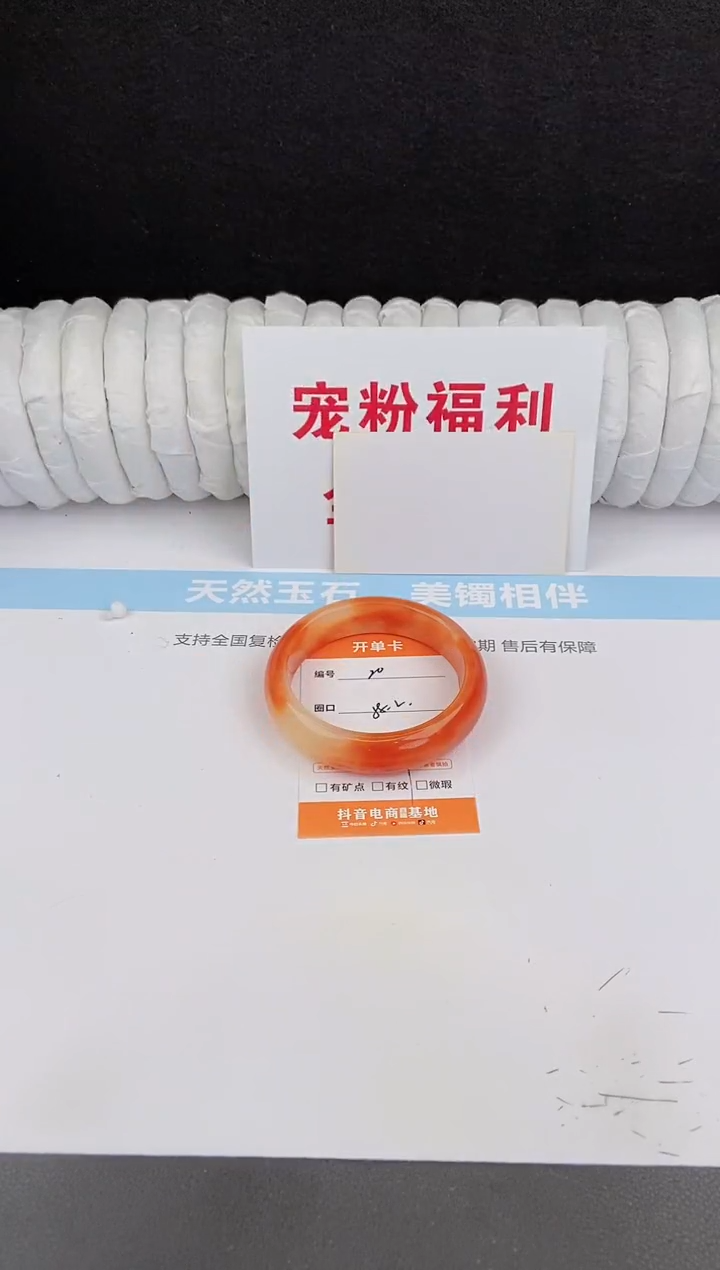 宠粉福利
天然玉石 美镯相伴
支持全国复检 期 售后有保障
开单卡
编号 20
圈口
有矿点 有纹 微瑕
抖音电商 基地